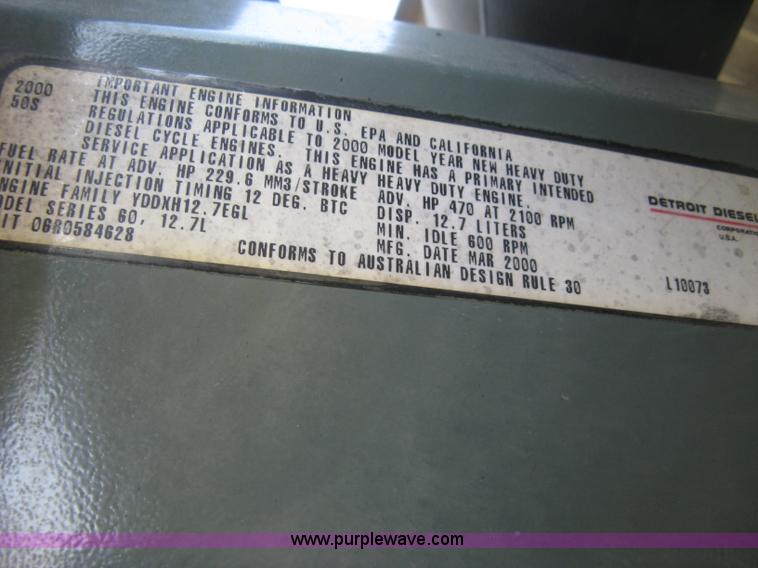 2000 IMPORTANT ENGINE INFORMATION
50S THIS ENGINE CONFORMS TO U.S. EPA AND CALIFORNIA
REGULATIONS APPLICABLE TO 2000 MODEL YEAR NEW HEAVY DUTY
DIESEL CYCLE ENGINES. THIS ENGINE HAS A PRIMARY INTENDED
SERVICE APPLICATION AS A HEAVY HEAVY DUTY ENGINE.
FUEL RATE AT ADV. HP 229.6 MM3/STROKE ADV. HP 470 AT 2100 RPM
INITIAL INJECTION TIMING 12 DEG. BTC DISP. 12.7 LITERS
ENGINE FAMILY YDDXH12.7EGL MIN. IDLE 600 RPM
ODEL SERIES 60, 12.7L MFG. DATE MAR 2000
IT 06R0584628 CONFORMS TO AUSTRALIAN DESIGN RULE 30
DETROIT DIESEL
CORPORATION
U.S.A.
L10073
www.purplewave.com